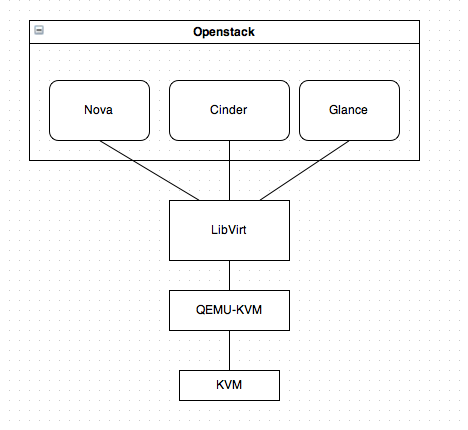 Openstack
Nova
Cinder
Glance
LibVirt
QEMU-KVM
KVM